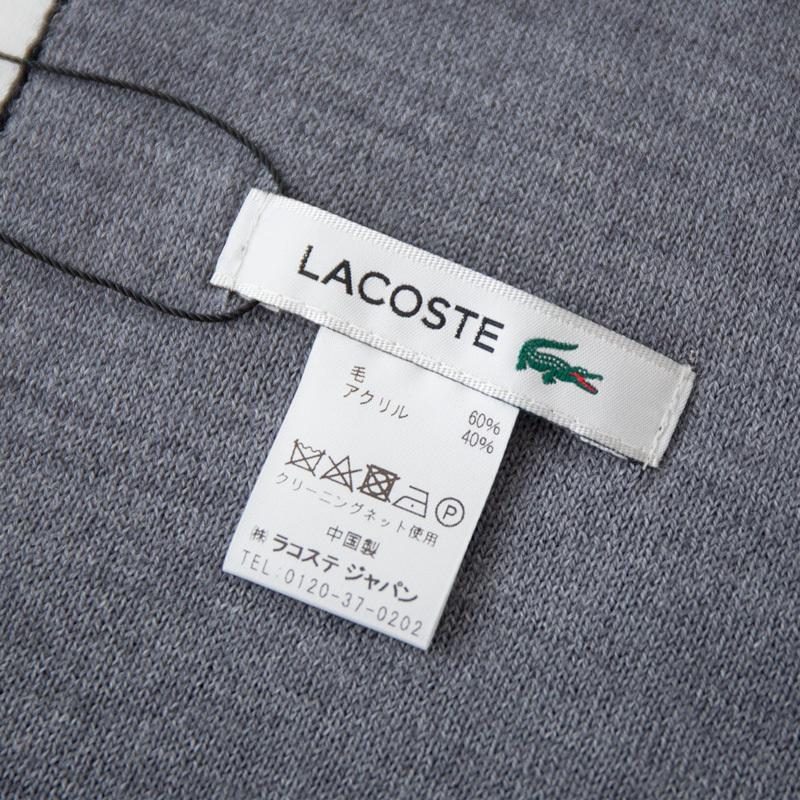 LACOSTE
毛 60%
アクリル 40%
P
クリーニングネット使用
中国製
㈱ ラコステ ジャパン
TEL:0120-37-0202